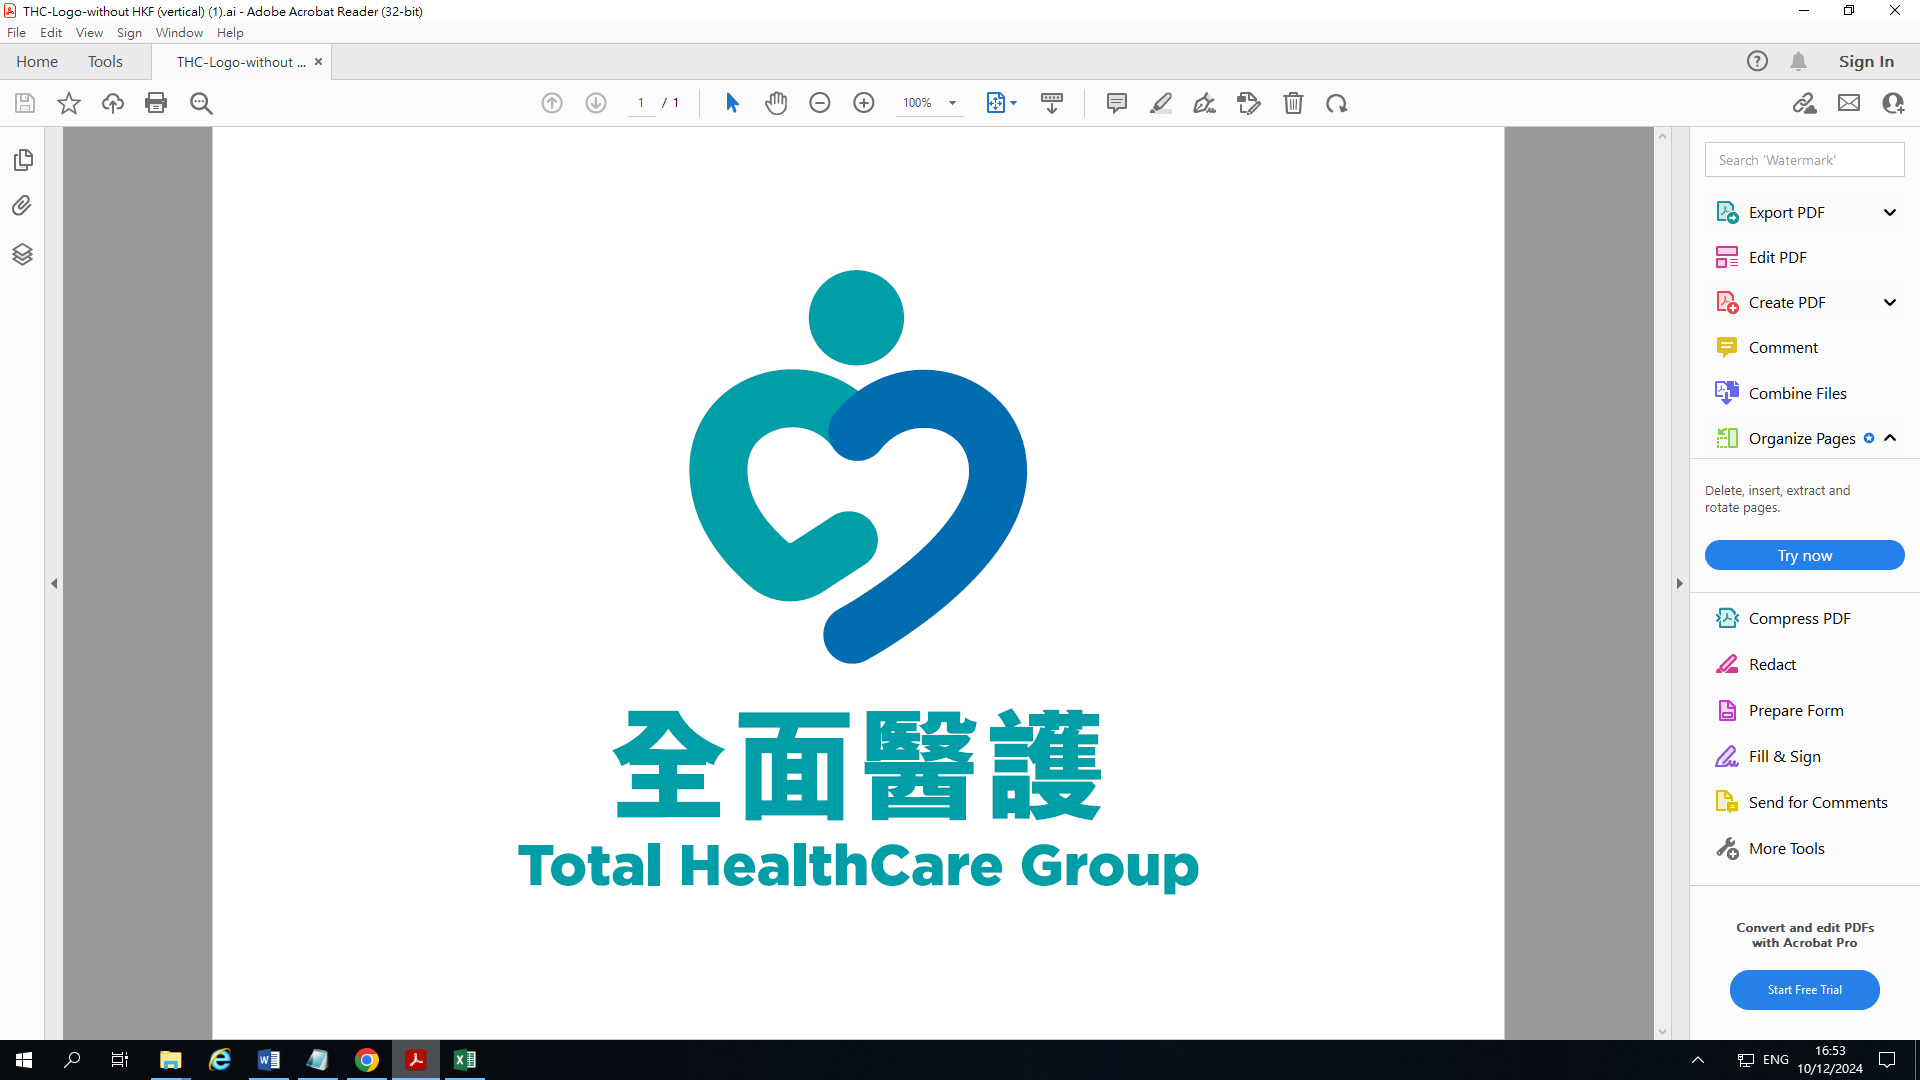 THC-Logo-without HKF (vertical) (1).ai - Adobe Acrobat Reader (32-bit)
File Edit View Sign Window Help
Home Tools THC-Logo-without ... Sign In
1 / 1 100%
Search 'Watermark'
Export PDF
Edit PDF
Create PDF
Comment
Combine Files
Organize Pages
Delete, insert, extract and
rotate pages.
Try now
Compress PDF
Redact
Prepare Form
Fill & Sign
Send for Comments
More Tools
Convert and edit PDFs
with Acrobat Pro
Start Free Trial
全面醫護
Total HealthCare Group
ENG
16:53
10/12/2024